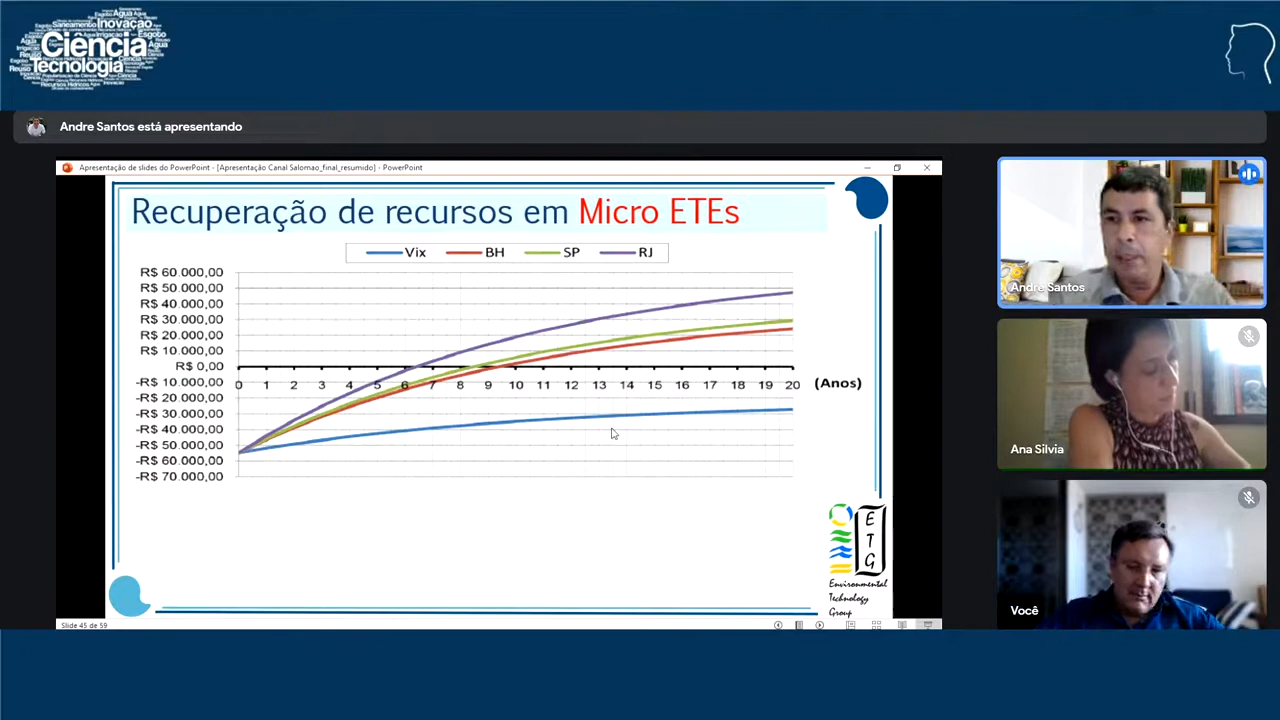 Água
Saneamento Inovação
Esgoto
Ciência
Água
Reuso
Tecnologia
Recursos Hídricos
Andre Santos está apresentando
Apresentação de slides do PowerPoint - [Apresentação Canal Salomao_final_resumido] - PowerPoint
Recuperação de recursos em Micro ETEs
Vix BH SP RJ
R$ 60.000,00
R$ 50.000,00
R$ 40.000,00
R$ 30.000,00
R$ 20.000,00
R$ 10.000,00
R$ 0,00
-R$ 10.000,00
0 1 2 3 4 5 6 7 8 9 10 11 12 13 14 15 16 17 18 19 20 (Anos)
-R$ 20.000,00
-R$ 30.000,00
-R$ 40.000,00
-R$ 50.000,00
-R$ 60.000,00
-R$ 70.000,00
E
T
G
Environmental
Technology
Group
Slide 45 de 59
Andre Santos
Ana Silvia
Você